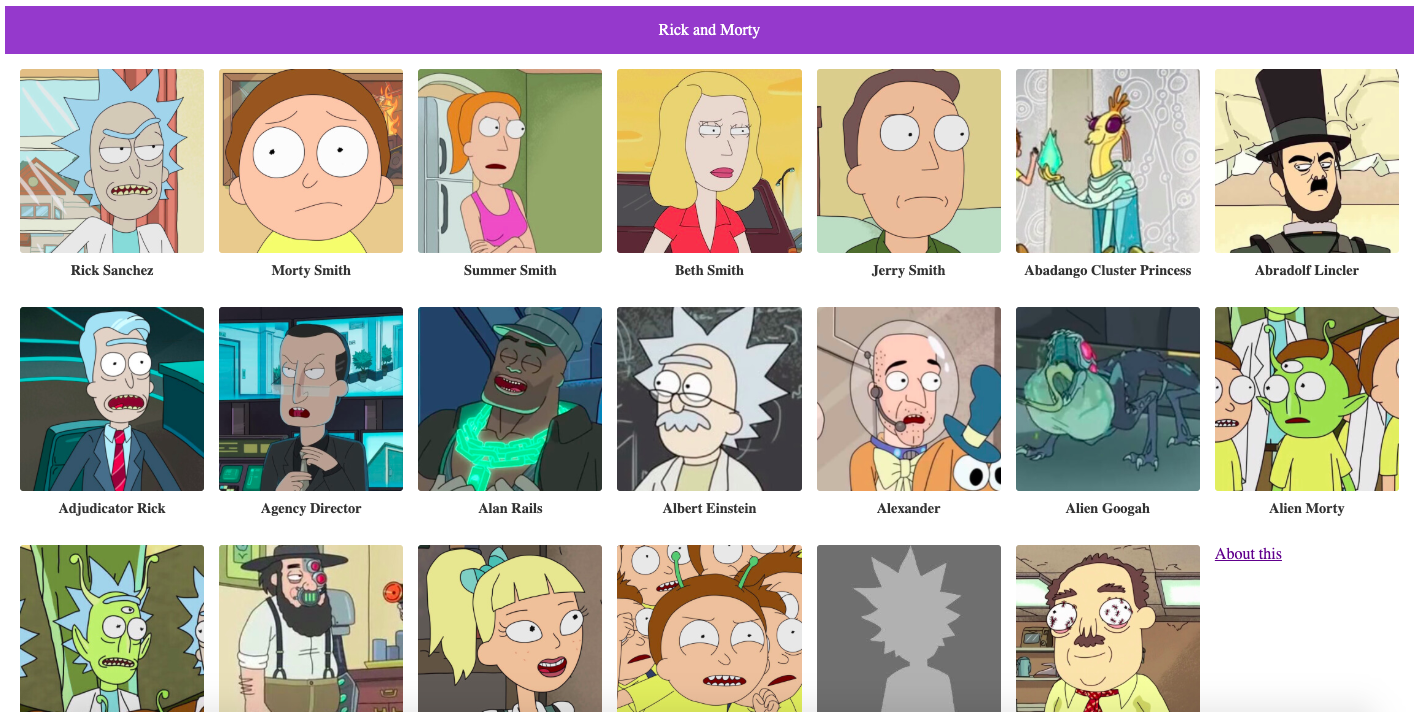 Rick and Morty
Rick Sanchez
Morty Smith
Summer Smith
Beth Smith
Jerry Smith
Abadango Cluster Princess
Abradolf Lincler
Adjudicator Rick
Agency Director
Alan Rails
Albert Einstein
Alexander
Alien Googah
Alien Morty
About this